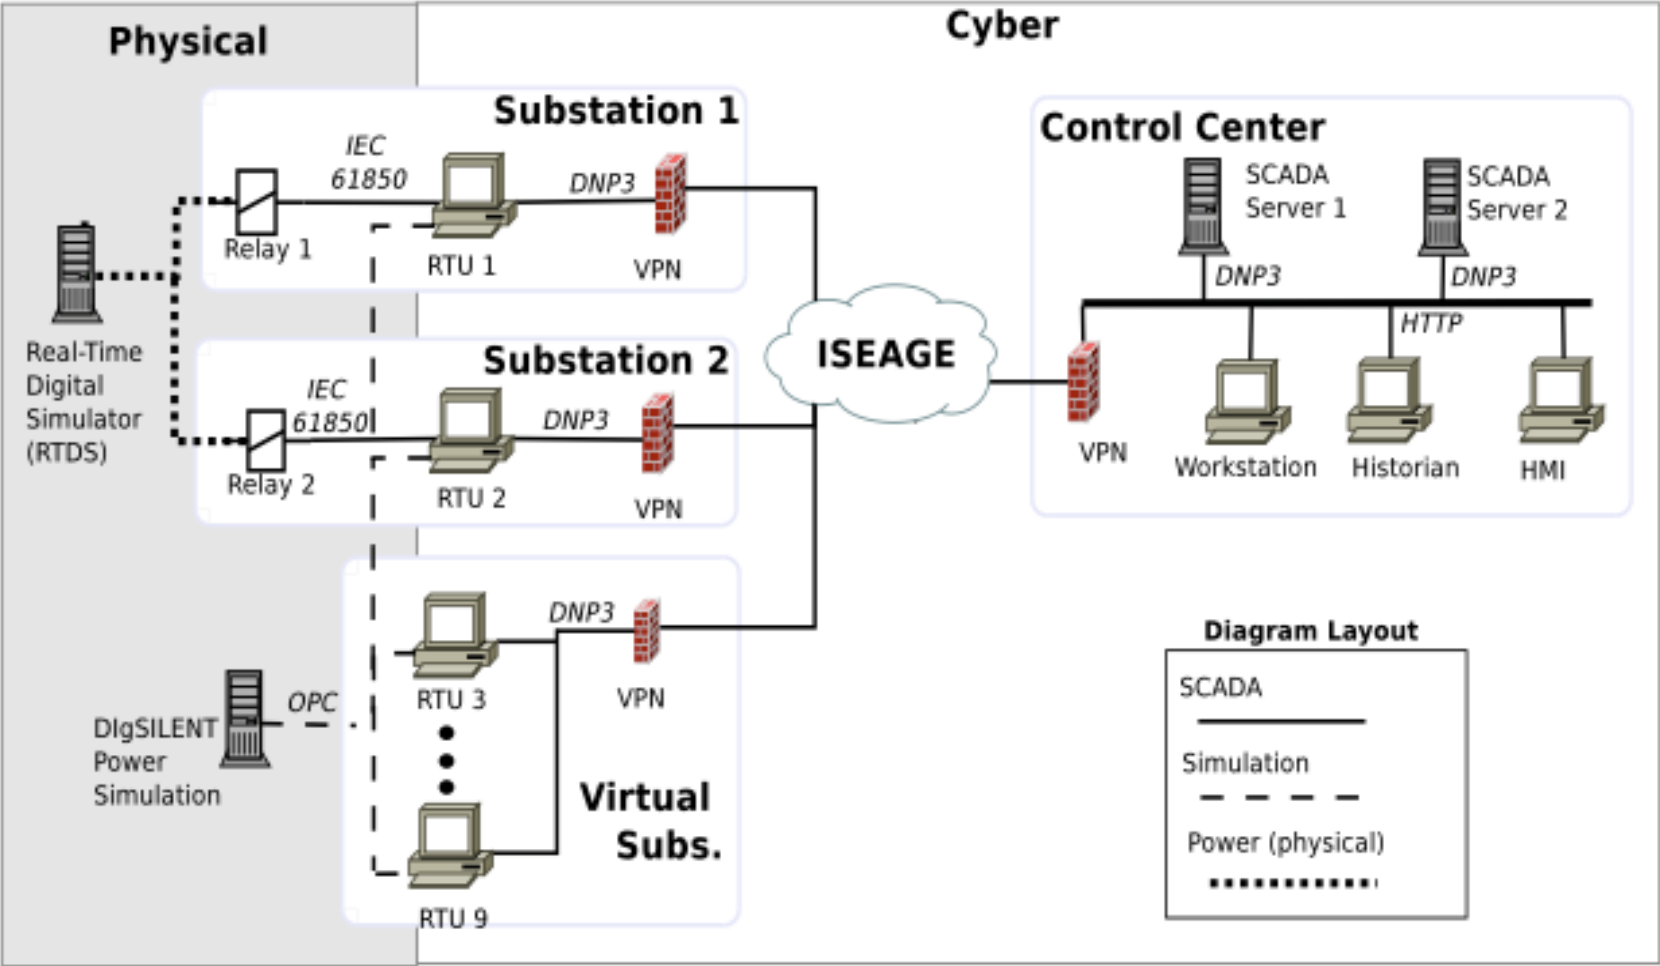 Physical
Cyber
Substation 1
IEC
61850
DNP3
Relay 1
RTU 1
VPN
Real-Time
Digital
Simulator
(RTDS)
Substation 2
IEC
61850
DNP3
Relay 2
RTU 2
VPN
DNP3
RTU 3
VPN
OPC
DIgSILENT
Power
Simulation
Virtual
Subs.
RTU 9
ISEAGE
Control Center
SCADA
Server 1
SCADA
Server 2
DNP3
DNP3
HTTP
VPN
Workstation
Historian
HMI
Diagram Layout
SCADA
Simulation
Power (physical)